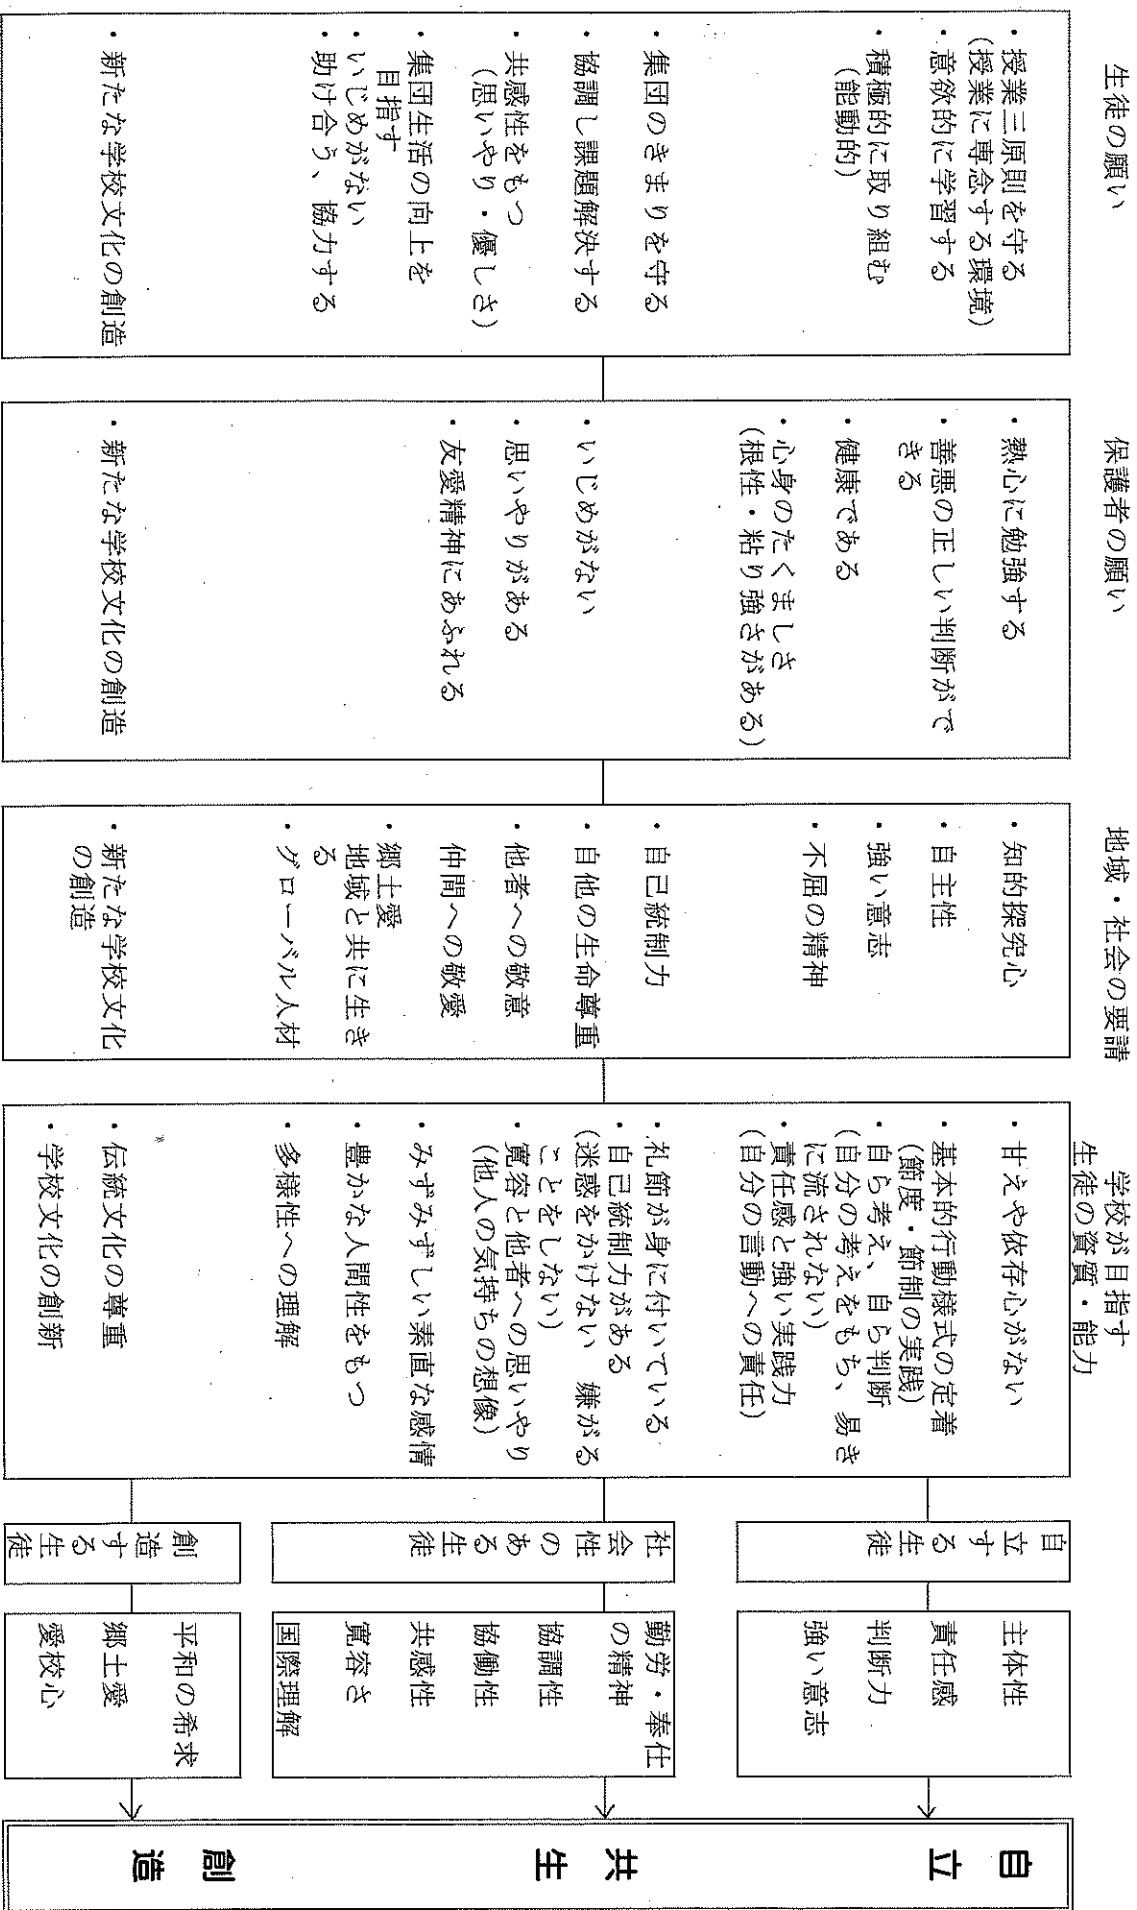 生徒の願い
・授業三原則を守る
(授業に専念する環境)
・意欲的に学習する
・積極的に取り組む
(能動的)
・集団のきまりを守る
・協調し課題解決する
・共感性をもつ
(思いやり・優しさ)
・集団生活の向上を
目指す
・いじめがない
・助け合う、協力する
・新たな学校文化の創造
保護者の願い
・熱心に勉強する
・善悪の正しい判断がで
きる
・健康である
・心身のたくましさ
(根性・粘り強さがある)
・いじめがない
・思いやりがある
・友愛精神にあふれる
・新たな学校文化の創造
地域・社会の要請
・知的探究心
・自主性
・強い意志
・不屈の精神
・自己統制力
・自他の生命尊重
・他者への敬意
仲間への敬愛
・郷土愛
地域と共に生き
る
・グローバル人材
・新たな学校文化
の創造
学校が目指す
生徒の資質・能力
・甘えや依存心がない
・基本的行動様式の定着
(節度・節制の実践)
・自ら考え、自ら判断
(自分の考えをもち、易き
に流されない)
・責任感と強い実践力
(自分の言動への責任)
・礼節が身に付いている
・自己統制力がある
(迷惑をかけない 嫌がる
ことをしない)
・寛容と他者への思いやり
(他人の気持ちの想像)
・みずみずしい素直な感情
・豊かな人間性をもつ
・多様性への理解
・伝統文化の尊重
・学校文化の創新
自立す
る生徒
社会性
のある
生徒
創造す
る生徒
主体性
責任感
判断力
強い意志
勤労・奉仕
の精神
協調性
協働性
共感性
寛容さ
国際理解
平和の希求
郷土愛
愛校心
自立
共生
創造